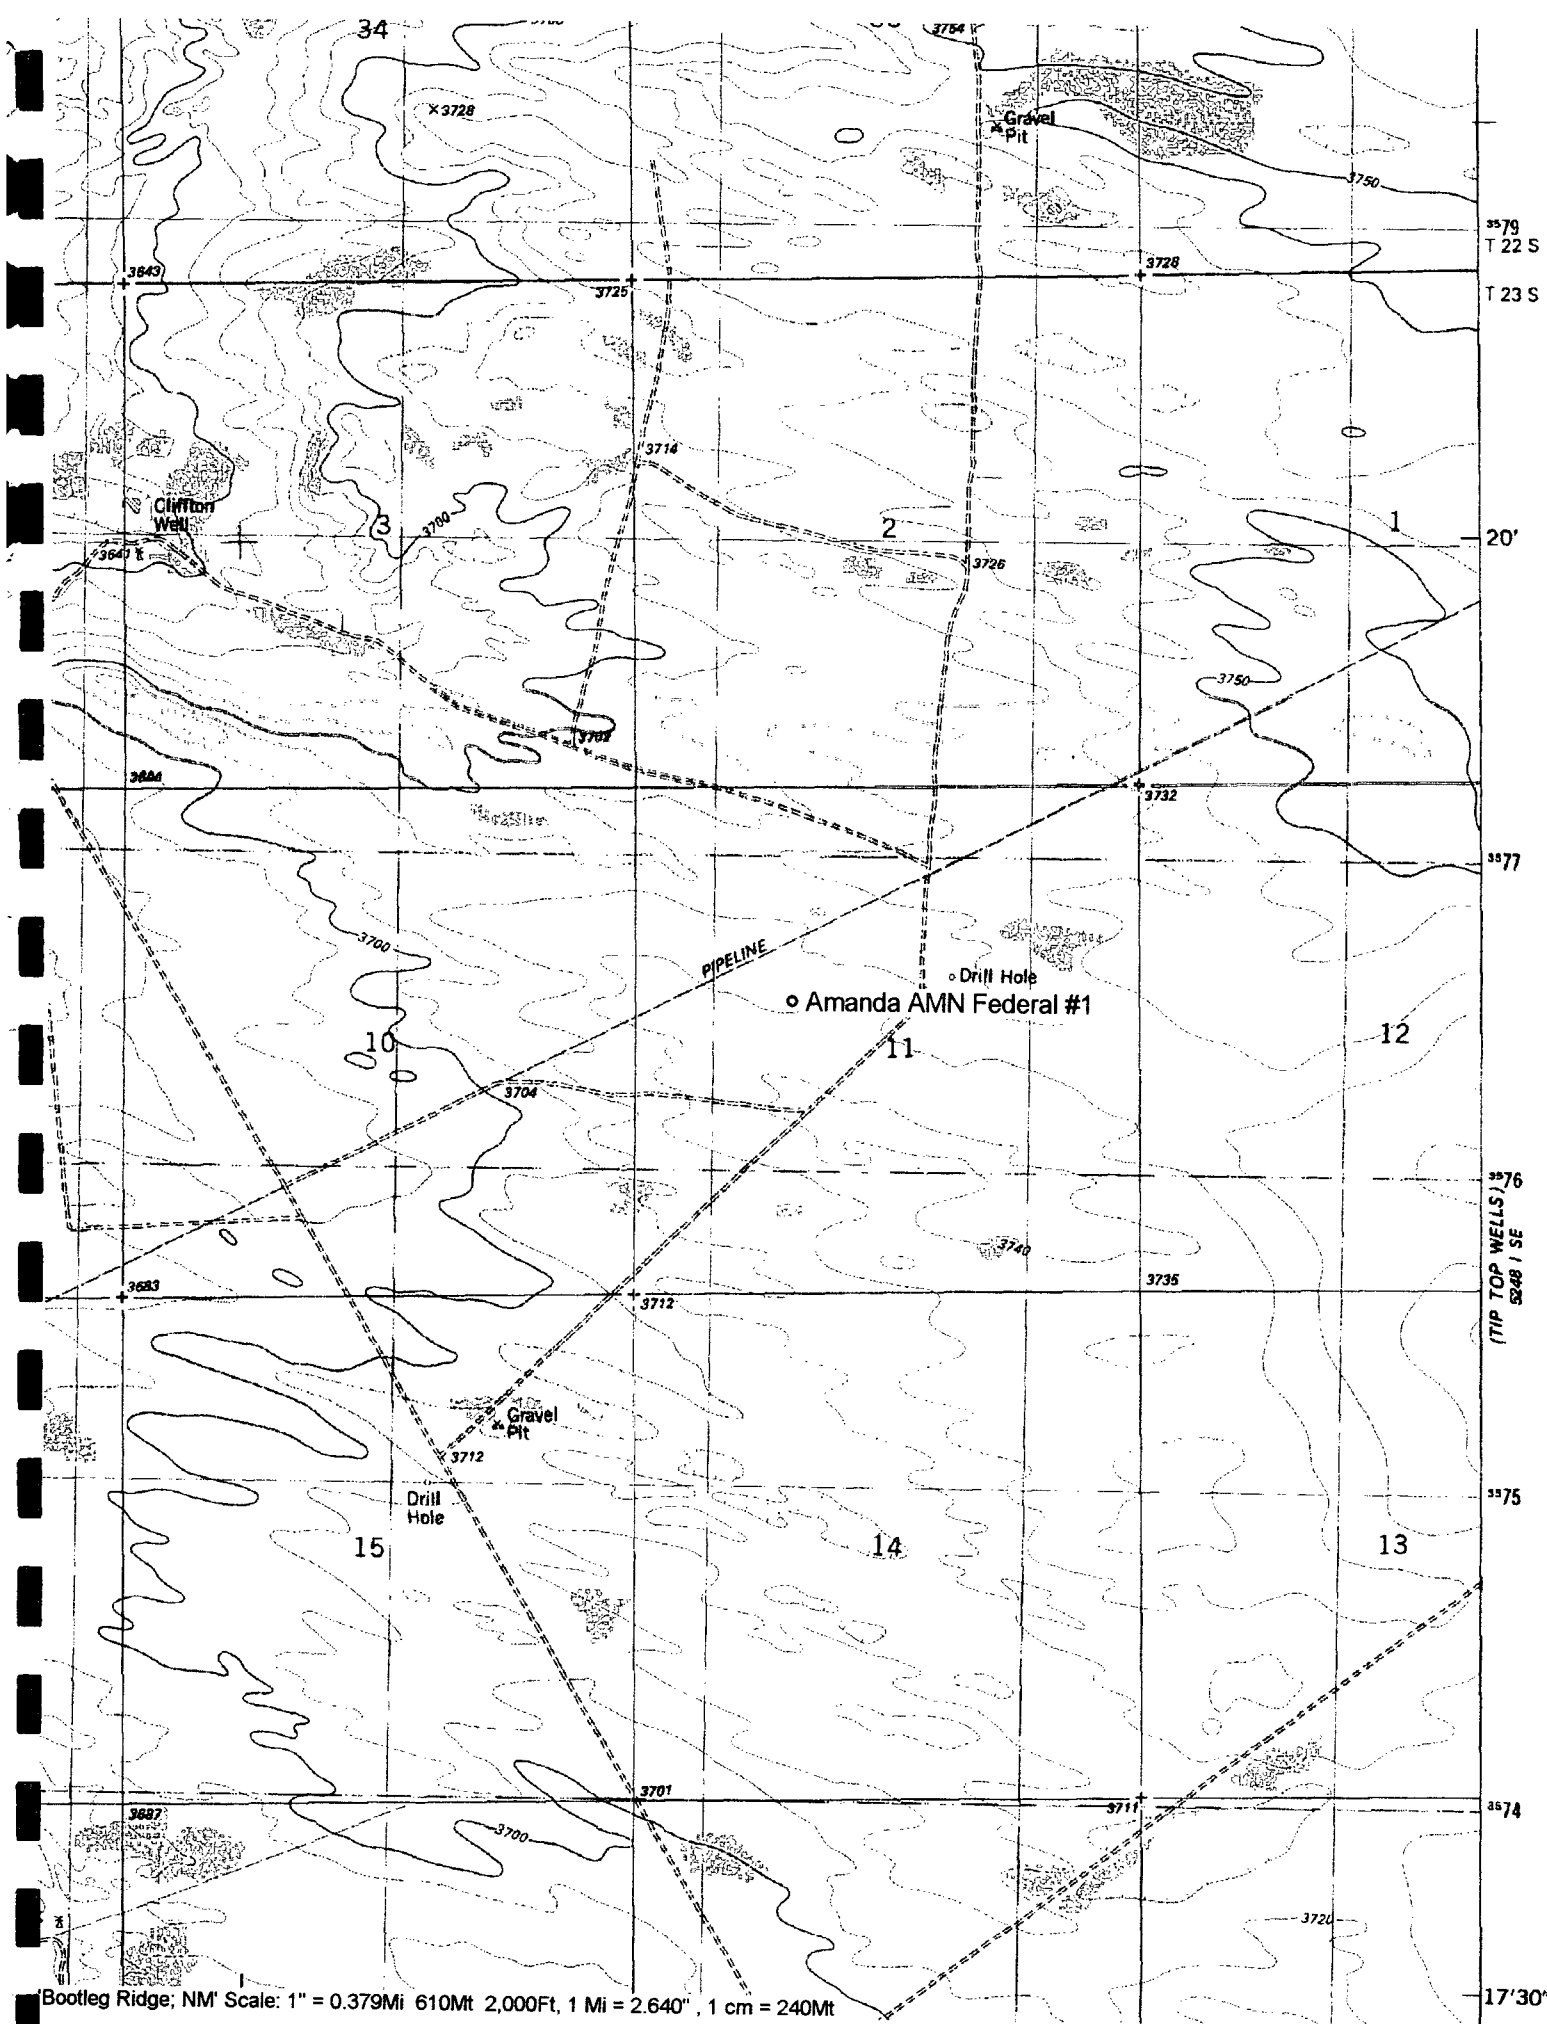 34
3764
x 3728
Gravel
Pit
3750
3579
T 22 S
3643
3725
3728
T 23 S
3714
Cliffton
Well
3
3700
2
1
20'
3641
3726
3750
3702
3732
3577
3700
PIPELINE
Drill Hole
Amanda AMN Federal #1
10
11
12
3704
3576
(TIP TOP WELLS)
5248 I SE
3740
3683
3712
3735
Gravel
Pit
3712
Drill
Hole
3575
15
14
13
3701
3687
3711
3574
3700
3720
'Bootleg Ridge; NM' Scale: 1" = 0.379Mi 610Mt 2,000Ft, 1 Mi = 2.640" , 1 cm = 240Mt
17'30"